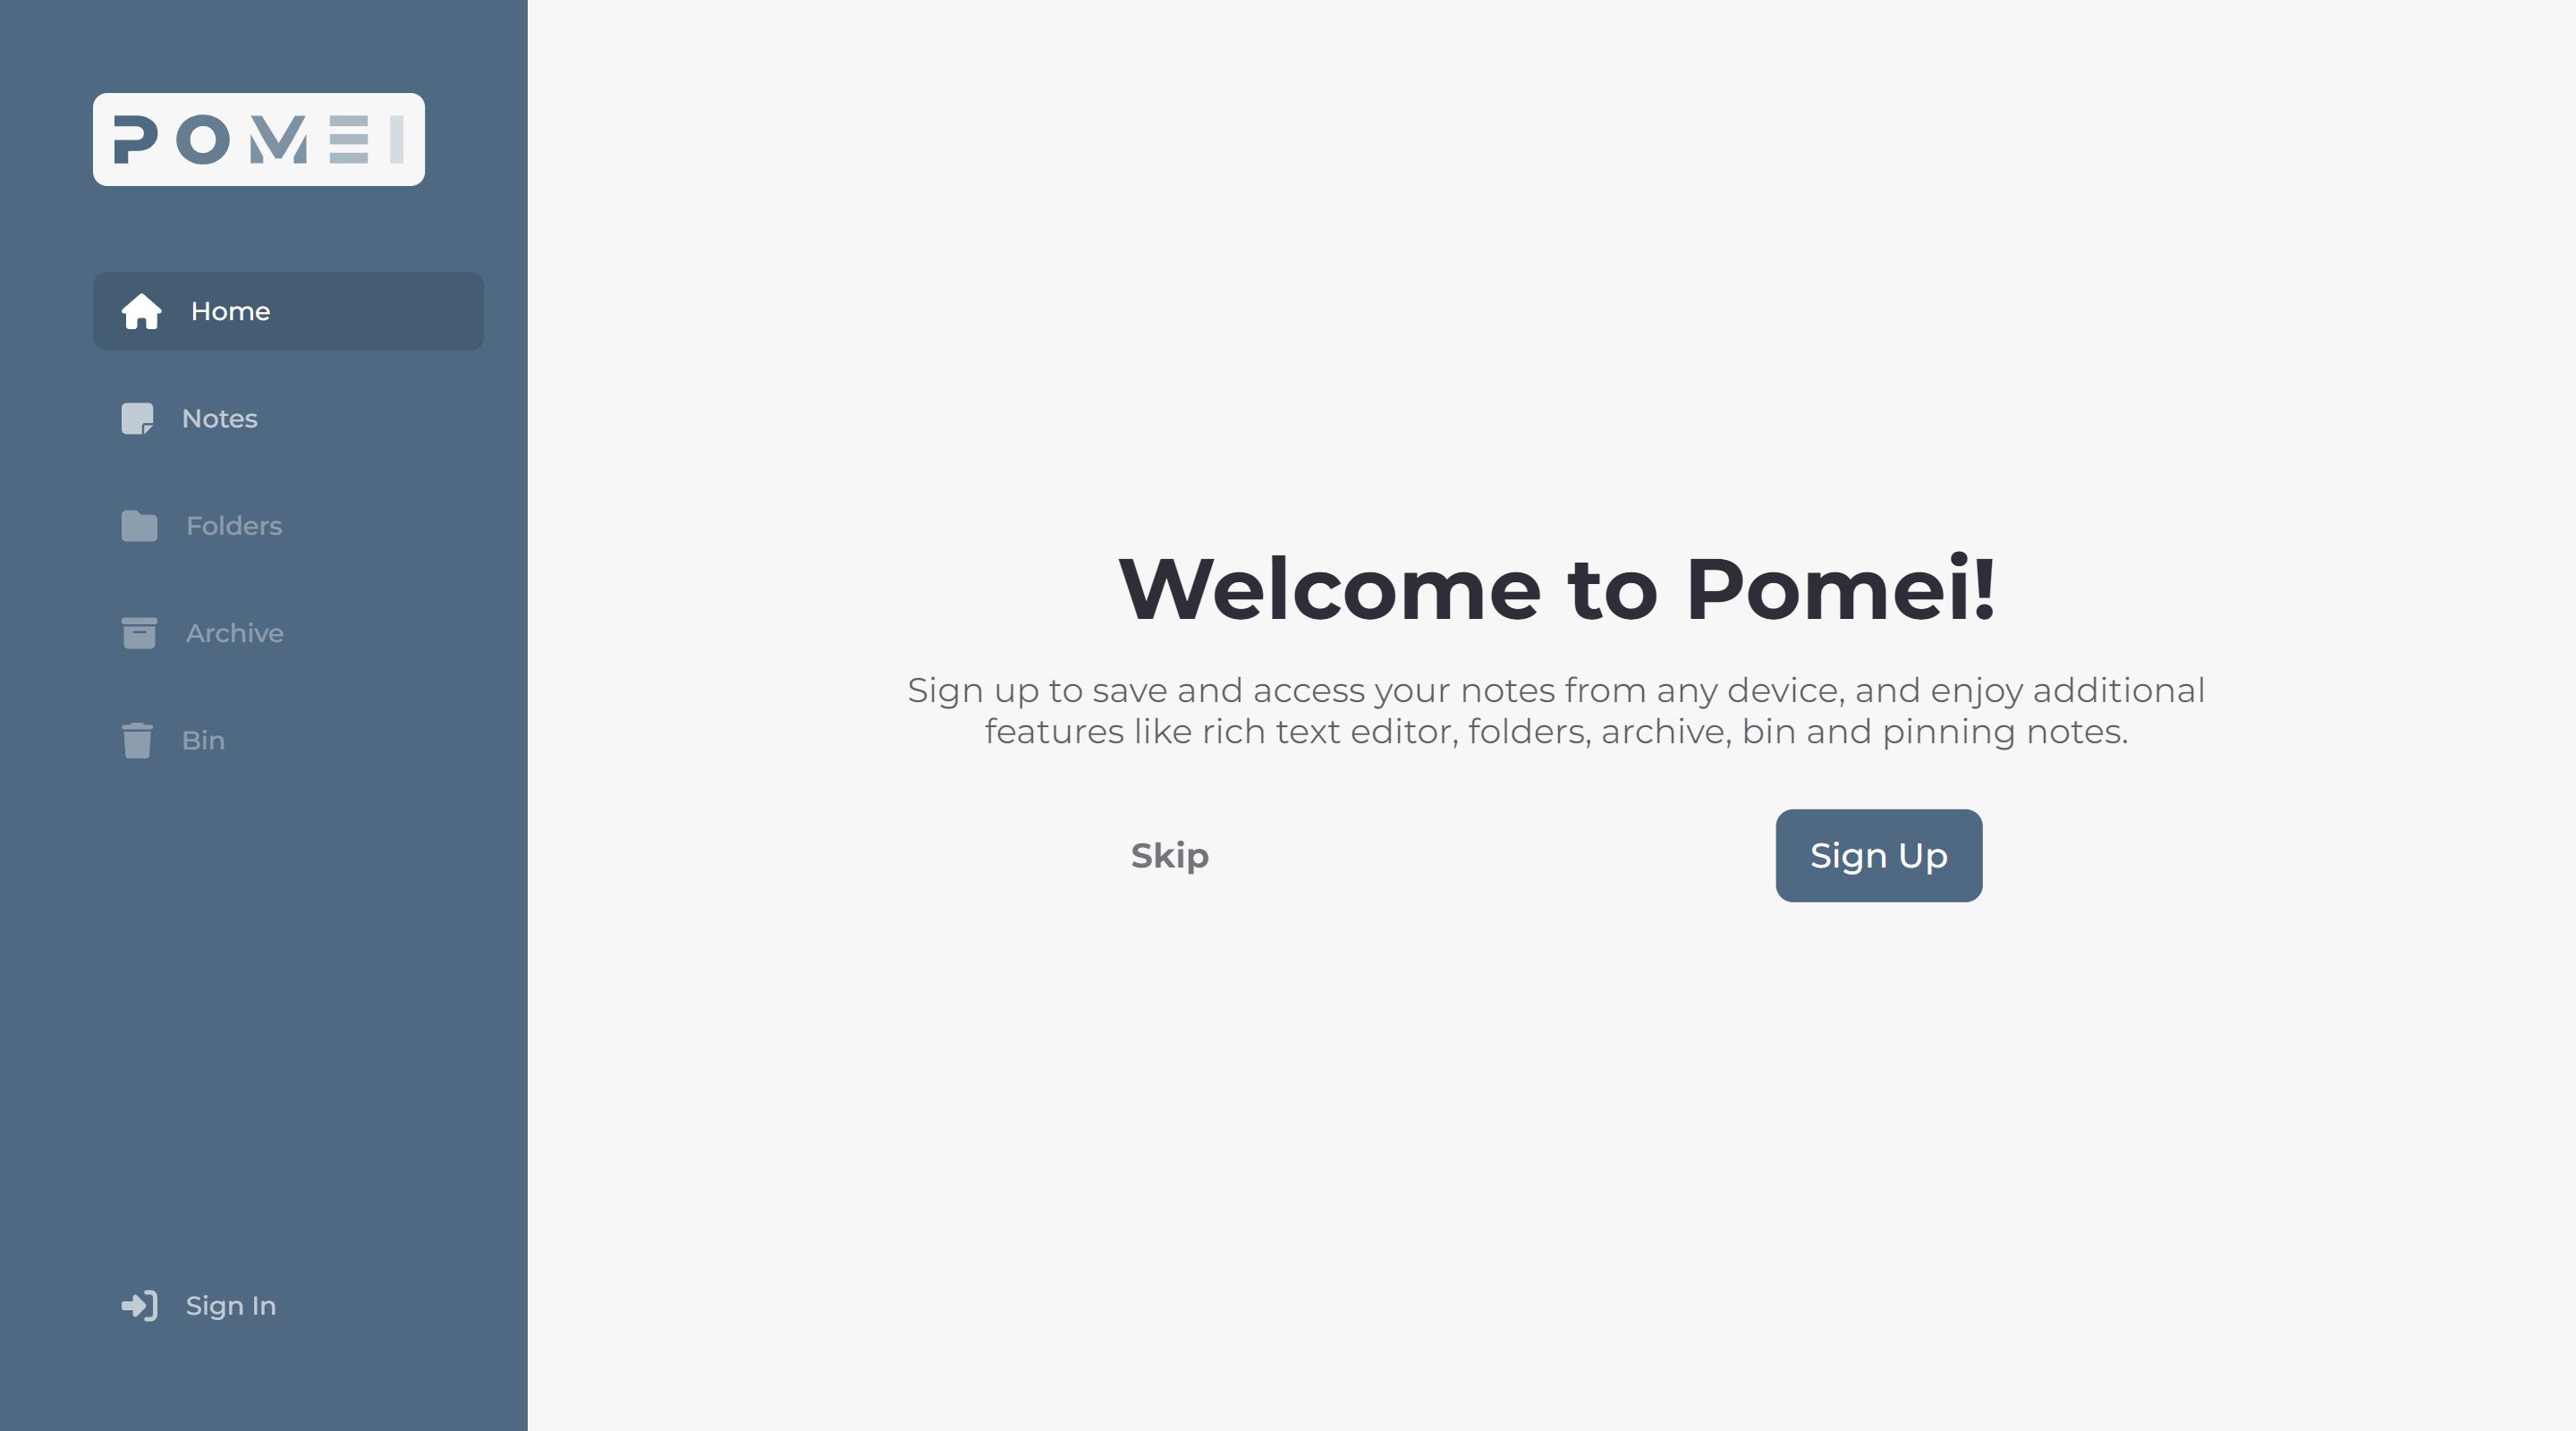 POMEI
Home
Notes
Folders
Archive
Bin
Sign In
Welcome to Pomei!
Sign up to save and access your notes from any device, and enjoy additional
features like rich text editor, folders, archive, bin and pinning notes.
Skip
Sign Up